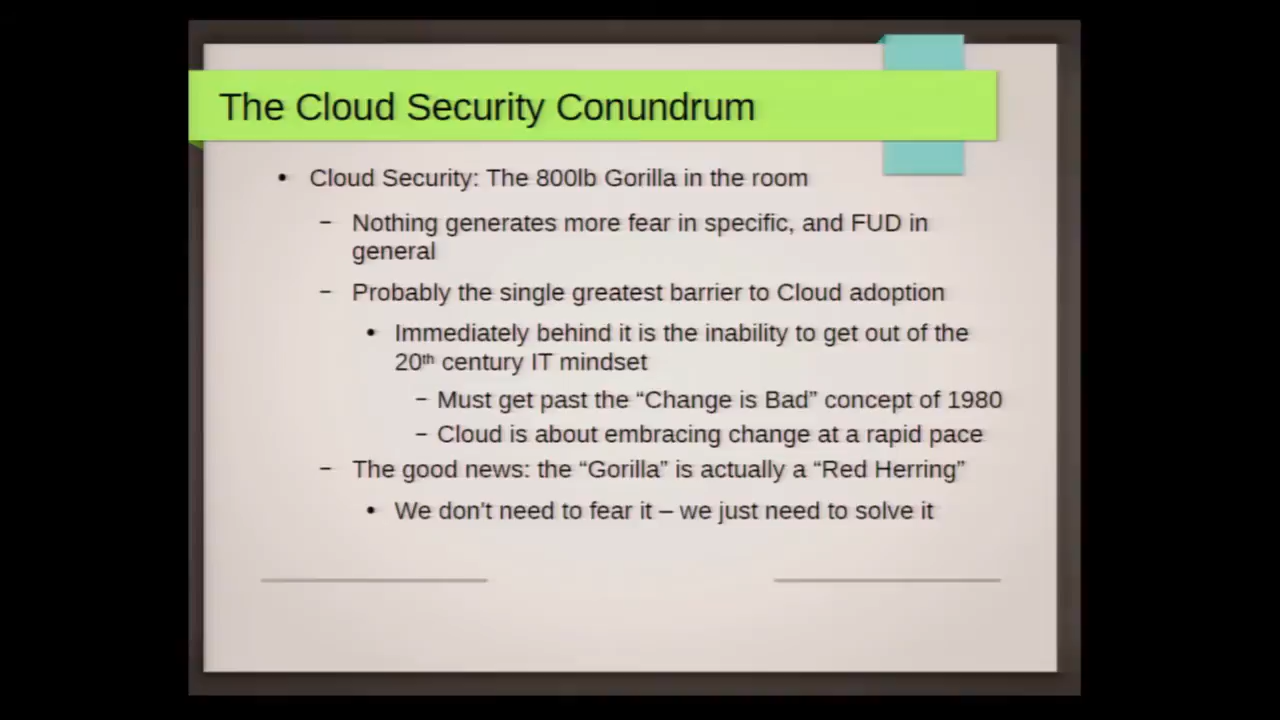 The Cloud Security Conundrum
• Cloud Security: The 800lb Gorilla in the room
– Nothing generates more fear in specific, and FUD in
general
– Probably the single greatest barrier to Cloud adoption
• Immediately behind it is the inability to get out of the
20th century IT mindset
– Must get past the “Change is Bad” concept of 1980
– Cloud is about embracing change at a rapid pace
– The good news: the “Gorilla” is actually a “Red Herring”
• We don't need to fear it – we just need to solve it